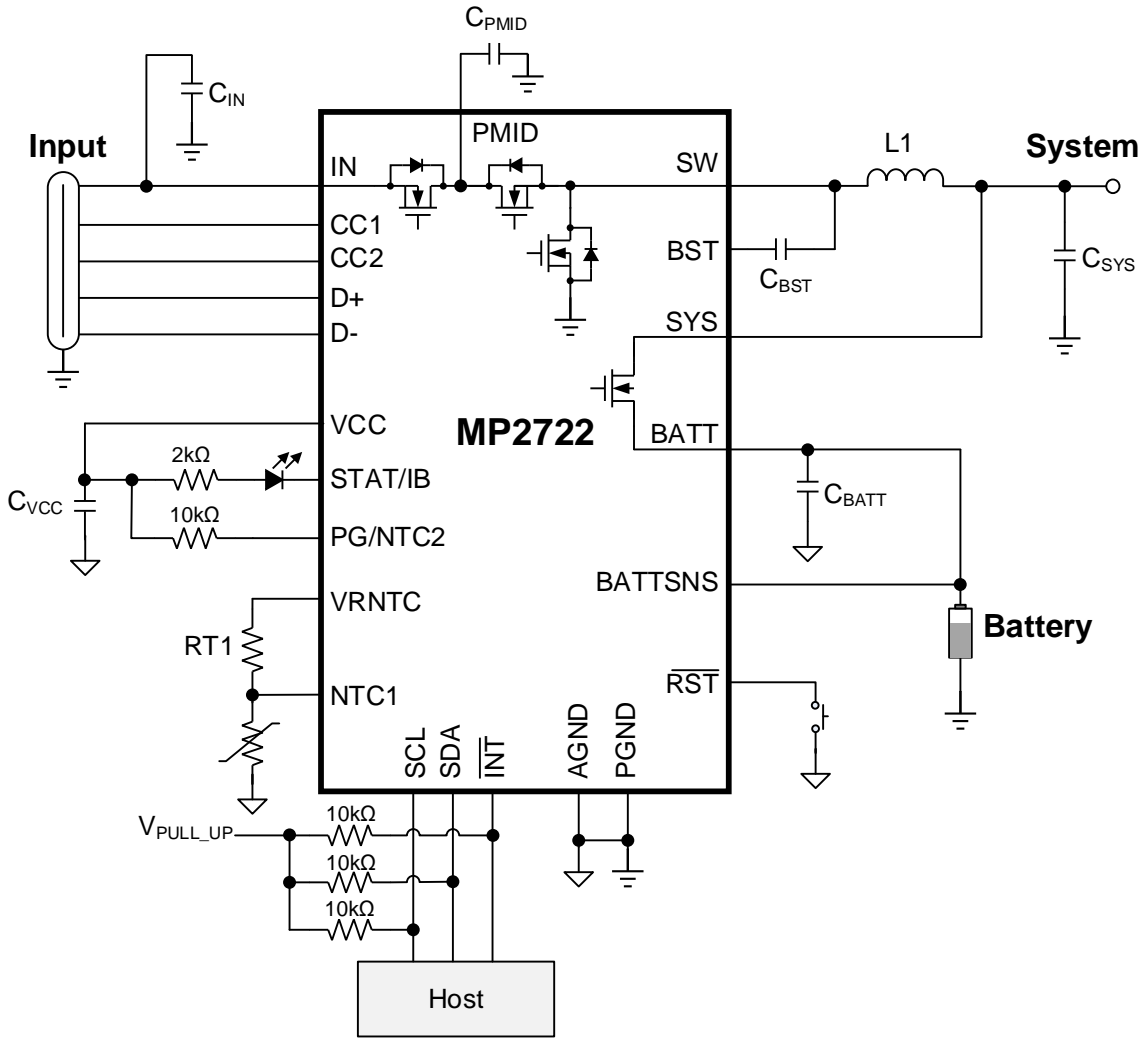 CPMID
CIN
Input
PMID
IN
SW
L1
System
CC1
CC2
BST
CBST
CSYS
D+
D-
SYS
MP2722
VCC
BATT
2kΩ
STAT/IB
CVCC
CBATT
10kΩ
PG/NTC2
BATTSNS
VRNTC
RT1
Battery
RST
NTC1
SCL
SDA
INT
AGND
PGND
VPULL_UP
10kΩ
10kΩ
10kΩ
Host